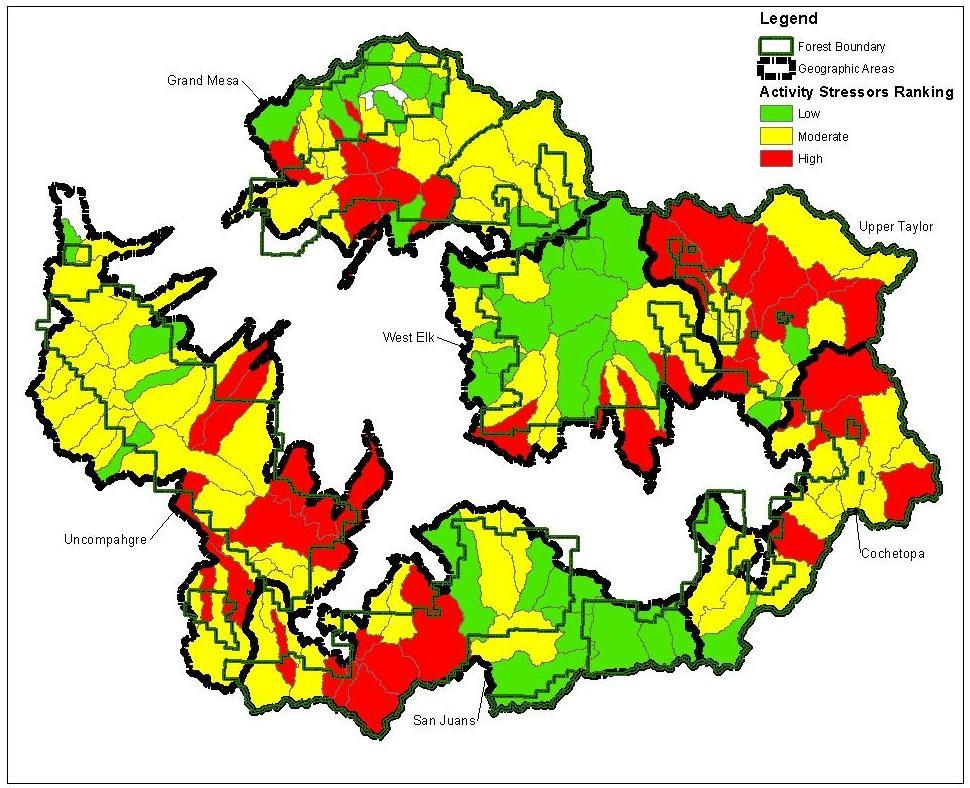 Legend
Forest Boundary
Geographic Areas
Activity Stressors Ranking
Low
Moderate
High
Grand Mesa
Upper Taylor
West Elk
Uncompahgre
Cochetopa
San Juans